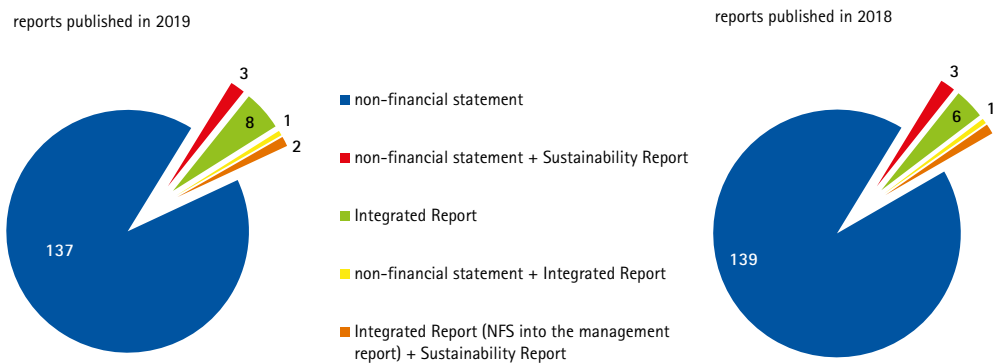 reports published in 2019
reports published in 2018
3
8
1
2
137
non-financial statement
non-financial statement + Sustainability Report
Integrated Report
non-financial statement + Integrated Report
Integrated Report (NFS into the management
report) + Sustainability Report
3
6
1
139